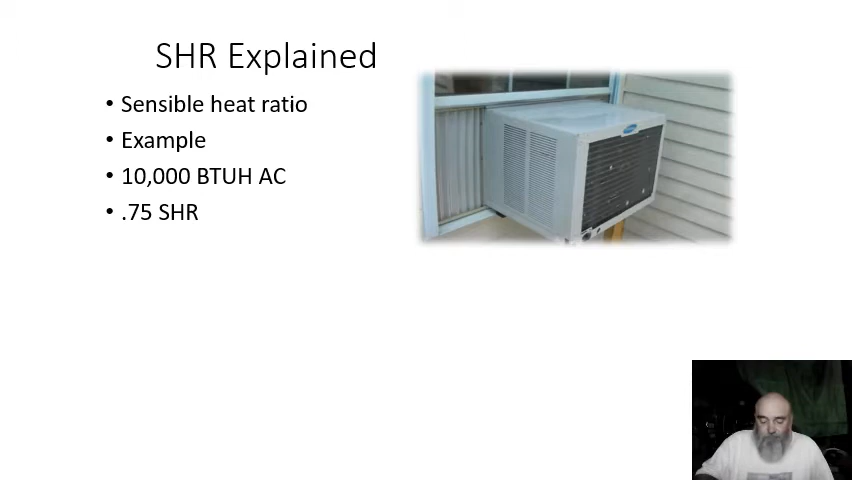 SHR Explained
• Sensible heat ratio
• Example
• 10,000 BTUH AC
• .75 SHR